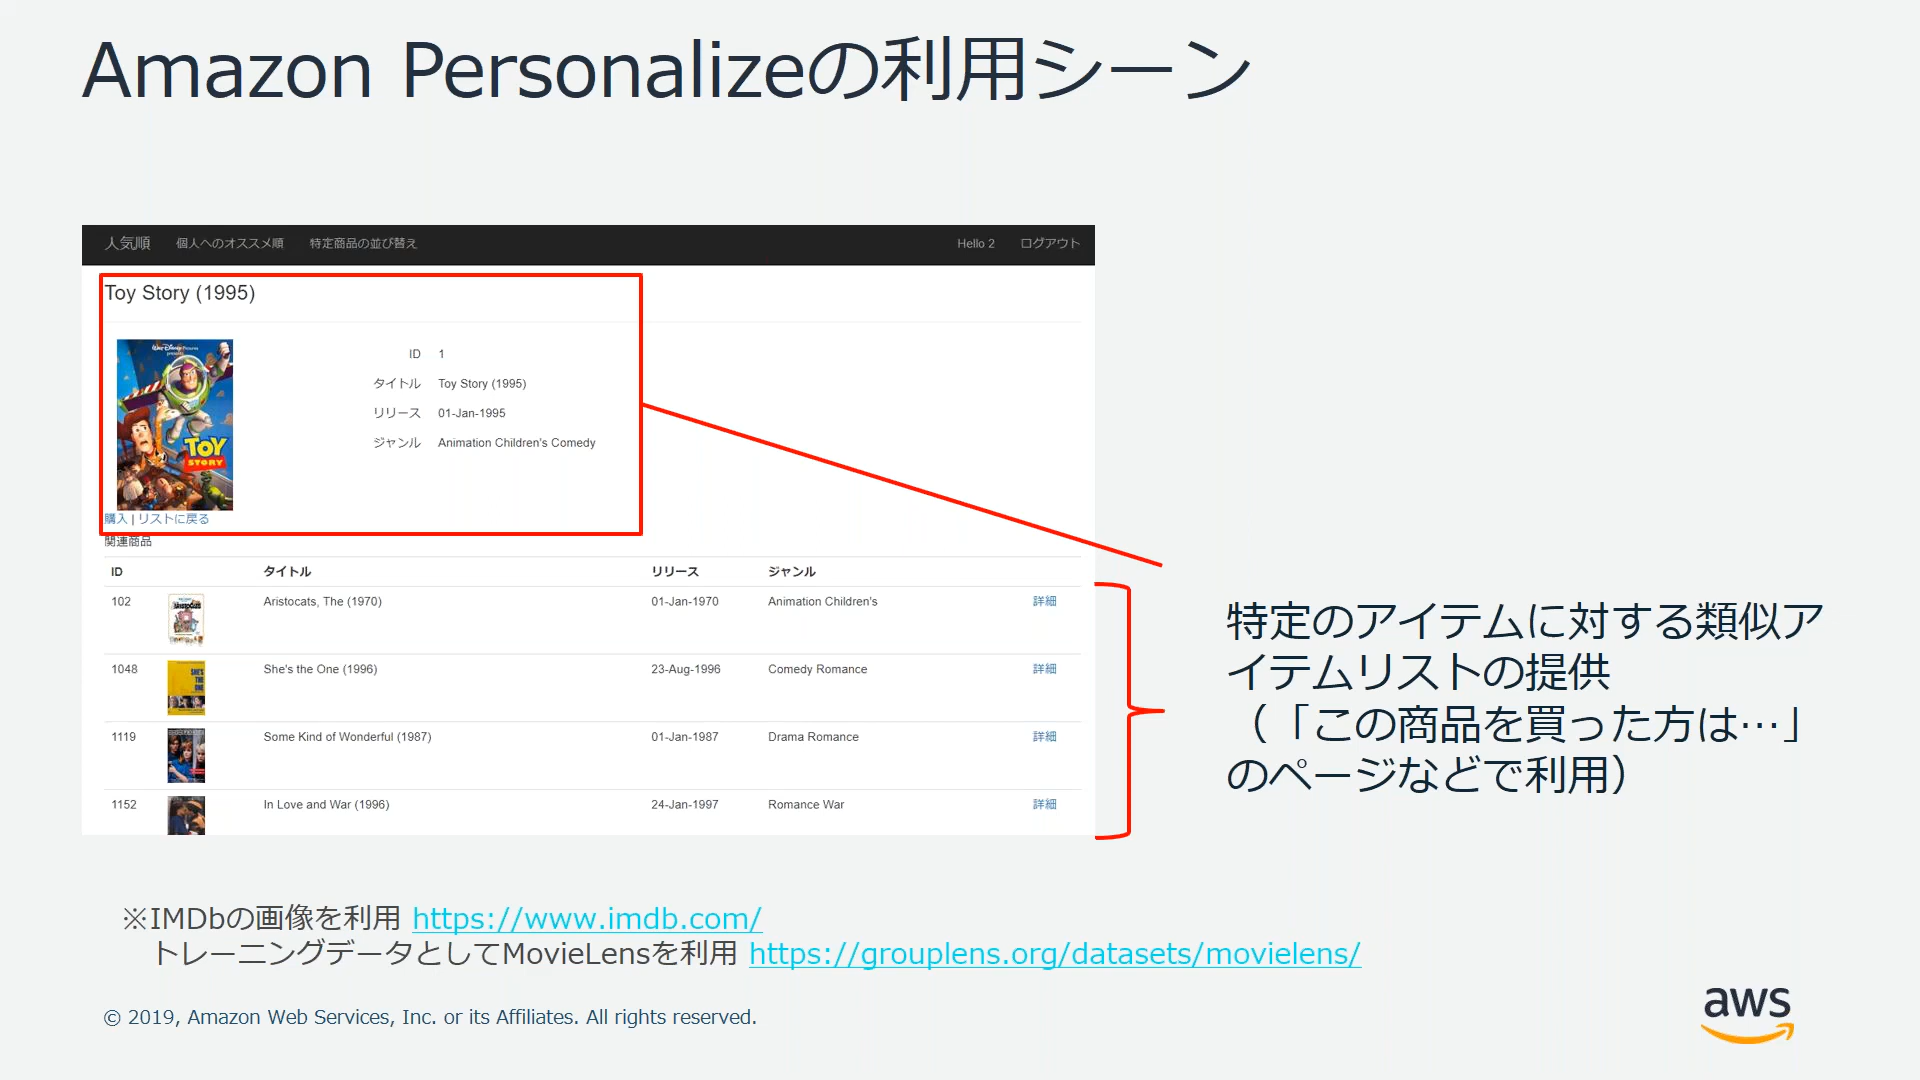 Amazon Personalizeの利用シーン
人気順 個人へのオススメ順 特定商品の並び替え Hello 2 ログアウト
Toy Story (1995)
Walt Disney Pictures
presents
TOY
STORY
ID 1
タイトル Toy Story (1995)
リリース 01-Jan-1995
ジャンル Animation Children's Comedy
購入 | リストに戻る
関連商品
ID タイトル リリース ジャンル
102 Aristocats, The (1970) 01-Jan-1970 Animation Children's 詳細
ARISTOCATS
1048 She's the One (1996) 23-Aug-1996 Comedy Romance 詳細
SHE'S
THE
ONE
1119 Some Kind of Wonderful (1987) 01-Jan-1987 Drama Romance 詳細
1152 In Love and War (1996) 24-Jan-1997 Romance War 詳細
特定のアイテムに対する類似ア
イテムリストの提供
（「この商品を買った方は…」
のページなどで利用）
※IMDbの画像を利用 https://www.imdb.com/
トレーニングデータとしてMovieLensを利用 https://grouplens.org/datasets/movielens/
© 2019, Amazon Web Services, Inc. or its Affiliates. All rights reserved.
aws